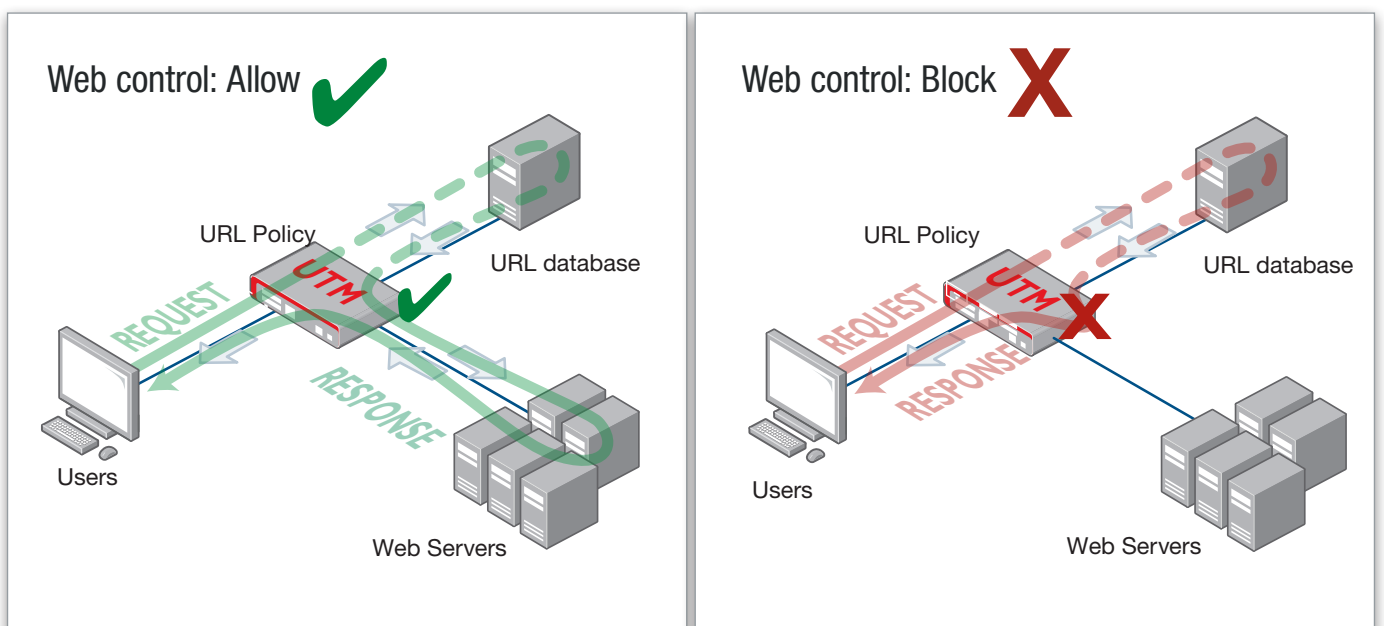 Web control: Allow
URL Policy
UTM
URL database
REQUEST
RESPONSE
Users
Web Servers
Web control: Block
X
URL Policy
UTM
X
URL database
REQUEST
RESPONSE
Users
Web Servers